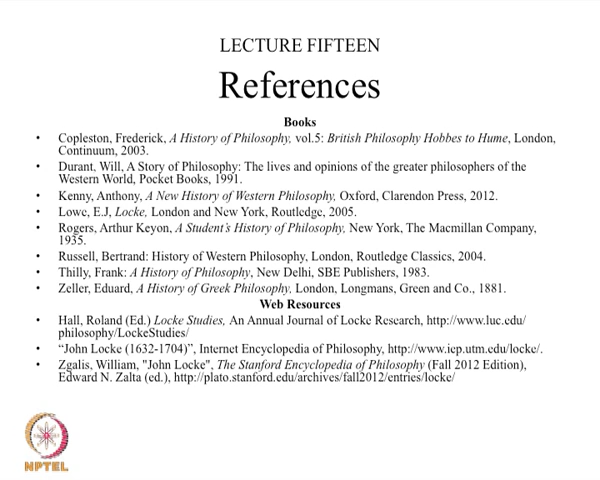 LECTURE FIFTEEN
References
Books
• Copleston, Frederick, A History of Philosophy, vol.5: British Philosophy Hobbes to Hume, London,
Continuum, 2003.
• Durant, Will, A Story of Philosophy: The lives and opinions of the greater philosophers of the
Western World, Pocket Books, 1991.
• Kenny, Anthony, A New History of Western Philosophy, Oxford, Clarendon Press, 2012.
• Lowe, E.J, Locke, London and New York, Routledge, 2005.
• Rogers, Arthur Keyon, A Student's History of Philosophy, New York, The Macmillan Company,
1935.
• Russell, Bertrand: History of Western Philosophy, London, Routledge Classics, 2004.
• Thilly, Frank: A History of Philosophy, New Delhi, SBE Publishers, 1983.
• Zeller, Eduard, A History of Greek Philosophy, London, Longmans, Green and Co., 1881.
Web Resources
• Hall, Roland (Ed.) Locke Studies, An Annual Journal of Locke Research, http://www.luc.edu/
philosophy/LockeStudies/
• “John Locke (1632-1704)”, Internet Encyclopedia of Philosophy, http://www.iep.utm.edu/locke/.
• Zgalis, William, "John Locke", The Stanford Encyclopedia of Philosophy (Fall 2012 Edition),
Edward N. Zalta (ed.), http://plato.stanford.edu/archives/fall2012/entries/locke/
NPTEL